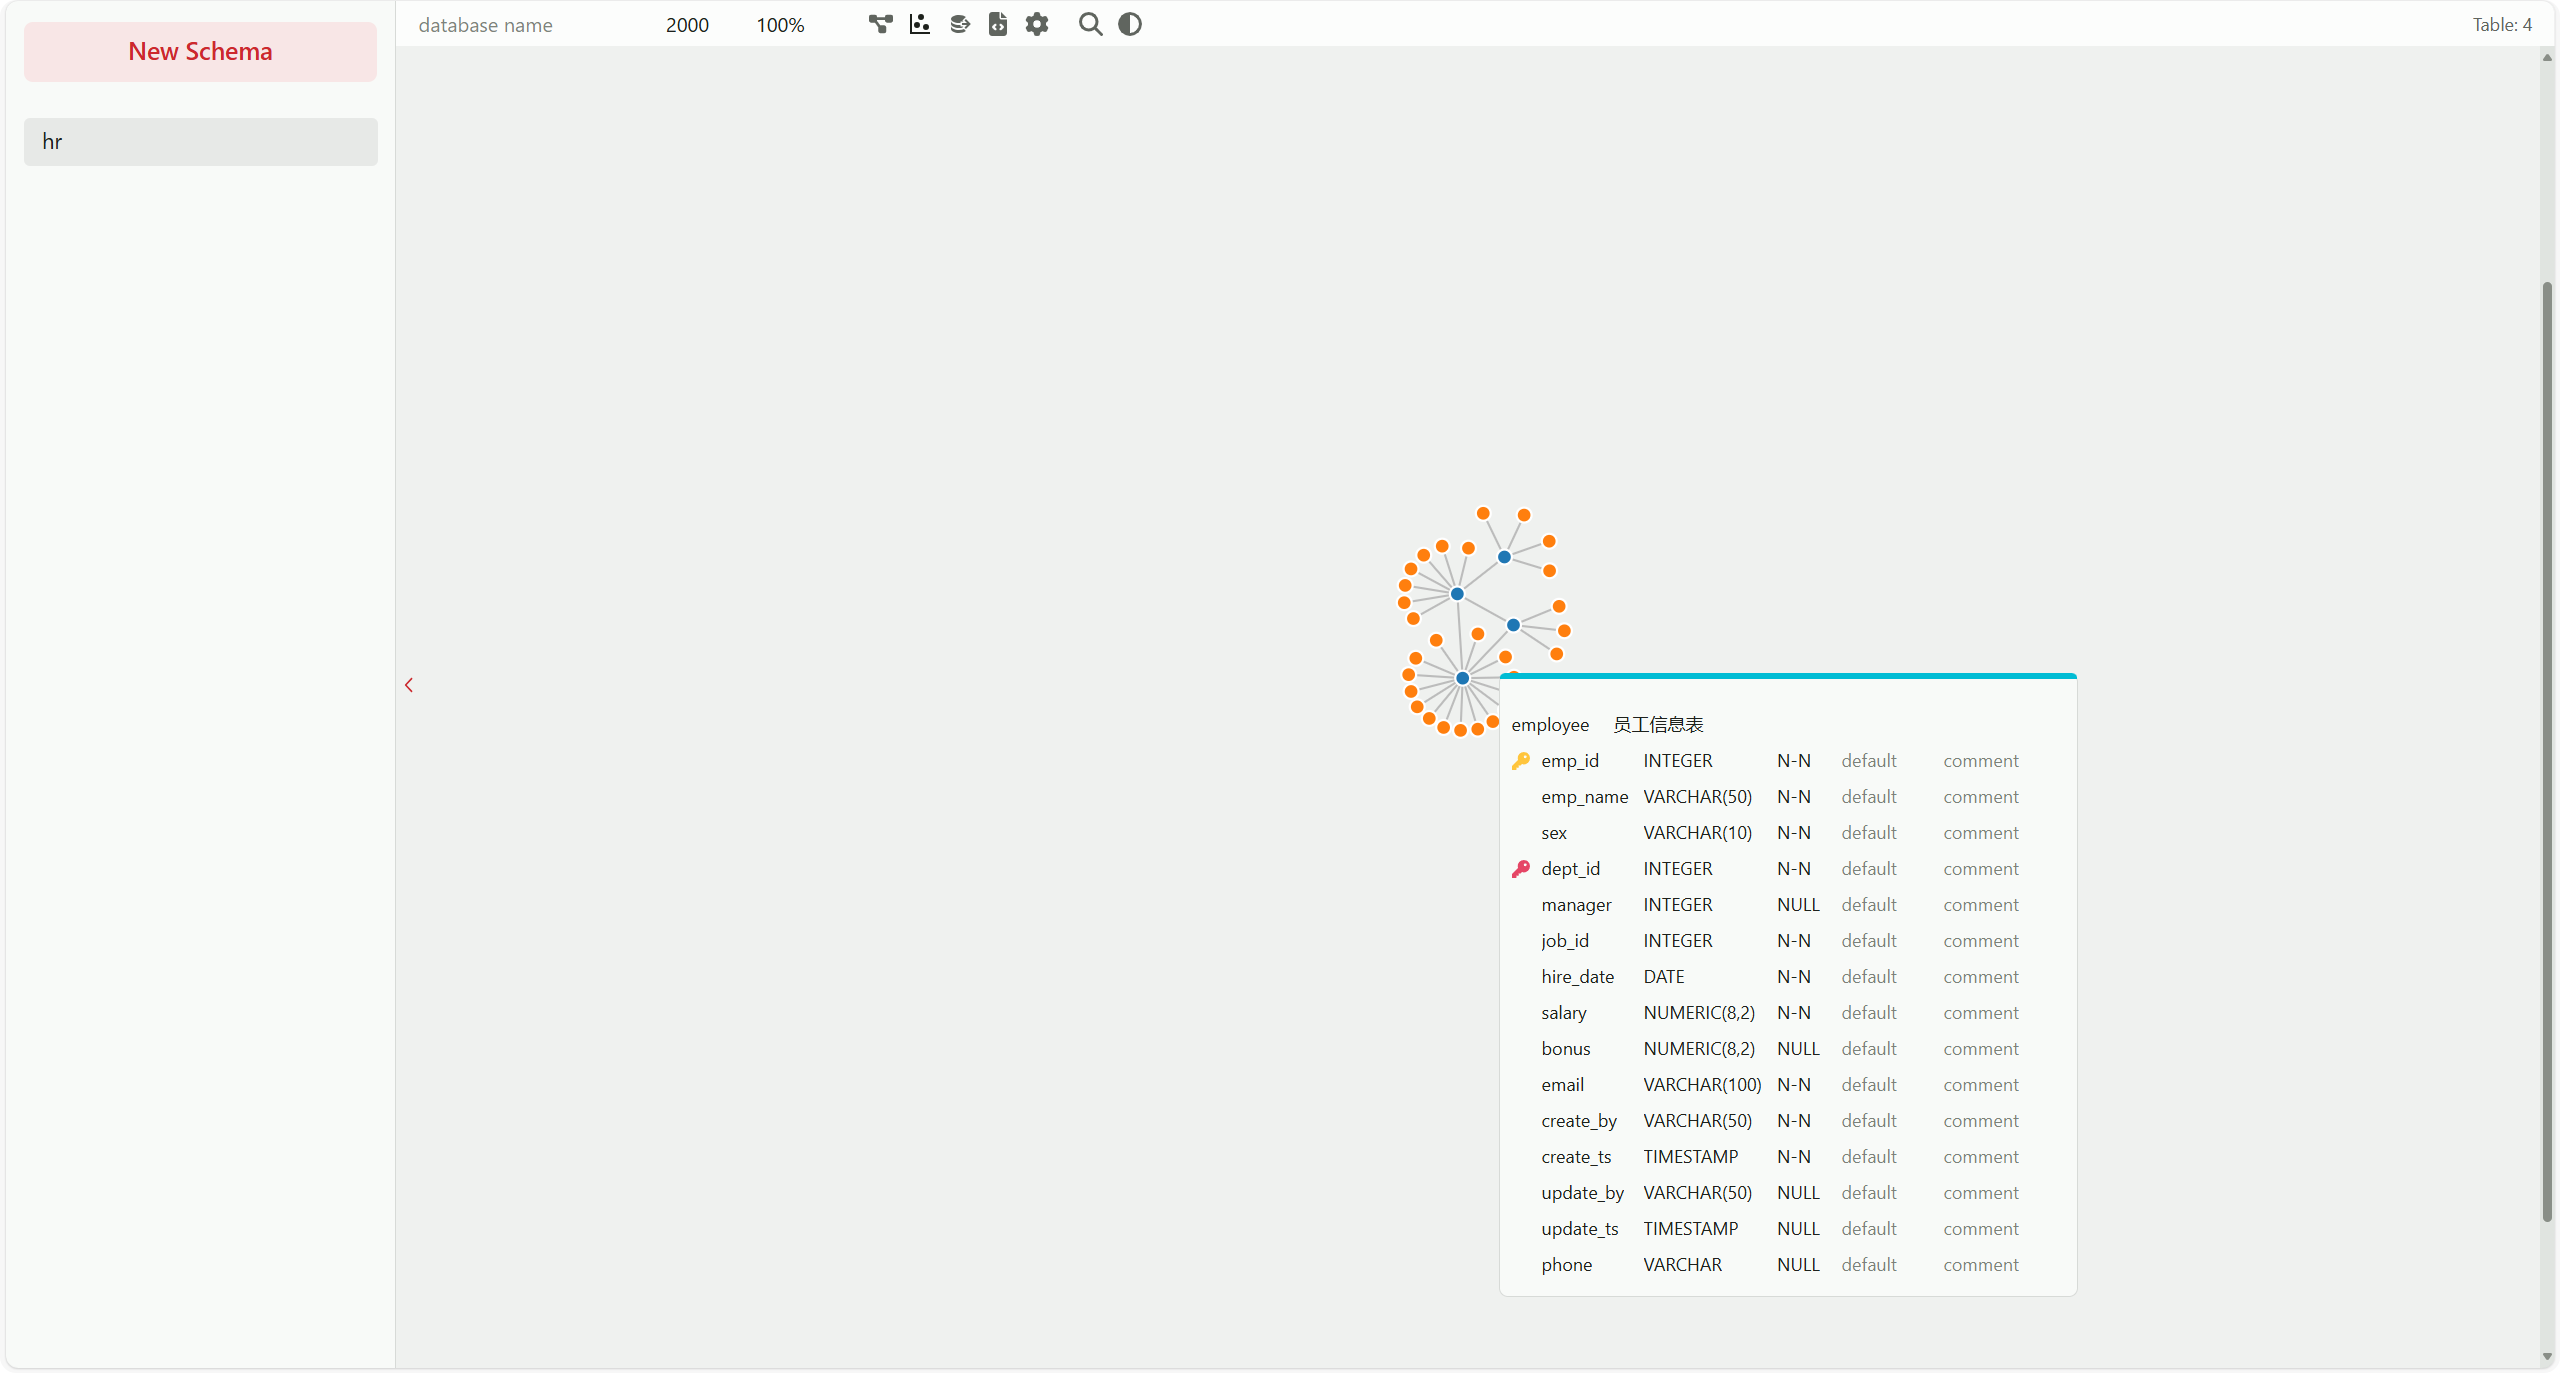 New Schema
hr
database name 2000 100% Table: 4
employee 员工信息表
emp_id INTEGER N-N default comment
emp_name VARCHAR(50) N-N default comment
sex VARCHAR(10) N-N default comment
dept_id INTEGER N-N default comment
manager INTEGER NULL default comment
job_id INTEGER N-N default comment
hire_date DATE N-N default comment
salary NUMERIC(8,2) N-N default comment
bonus NUMERIC(8,2) NULL default comment
email VARCHAR(100) N-N default comment
create_by VARCHAR(50) N-N default comment
create_ts TIMESTAMP N-N default comment
update_by VARCHAR(50) NULL default comment
update_ts TIMESTAMP NULL default comment
phone VARCHAR NULL default comment